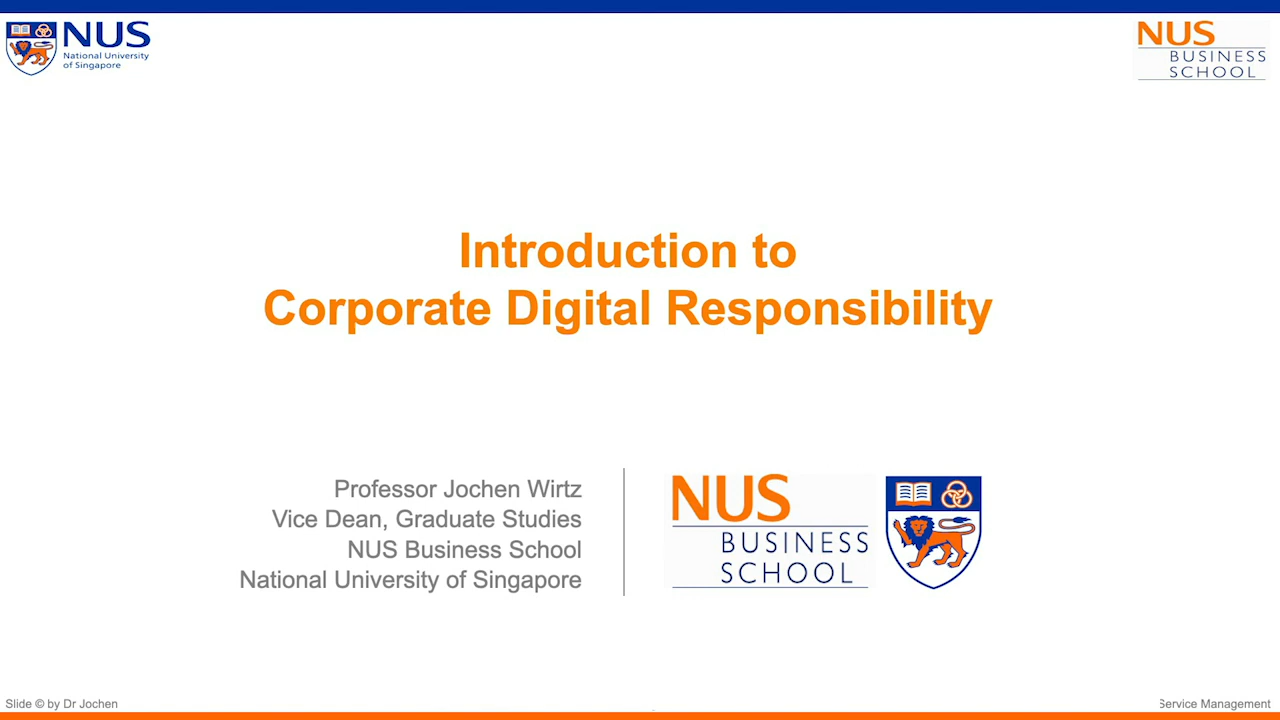 NUS
National University
of Singapore
NUS
BUSINESS
SCHOOL
Introduction to
Corporate Digital Responsibility
Professor Jochen Wirtz
Vice Dean, Graduate Studies
NUS Business School
National University of Singapore
NUS
BUSINESS
SCHOOL
Slide © by Dr Jochen
Service Management